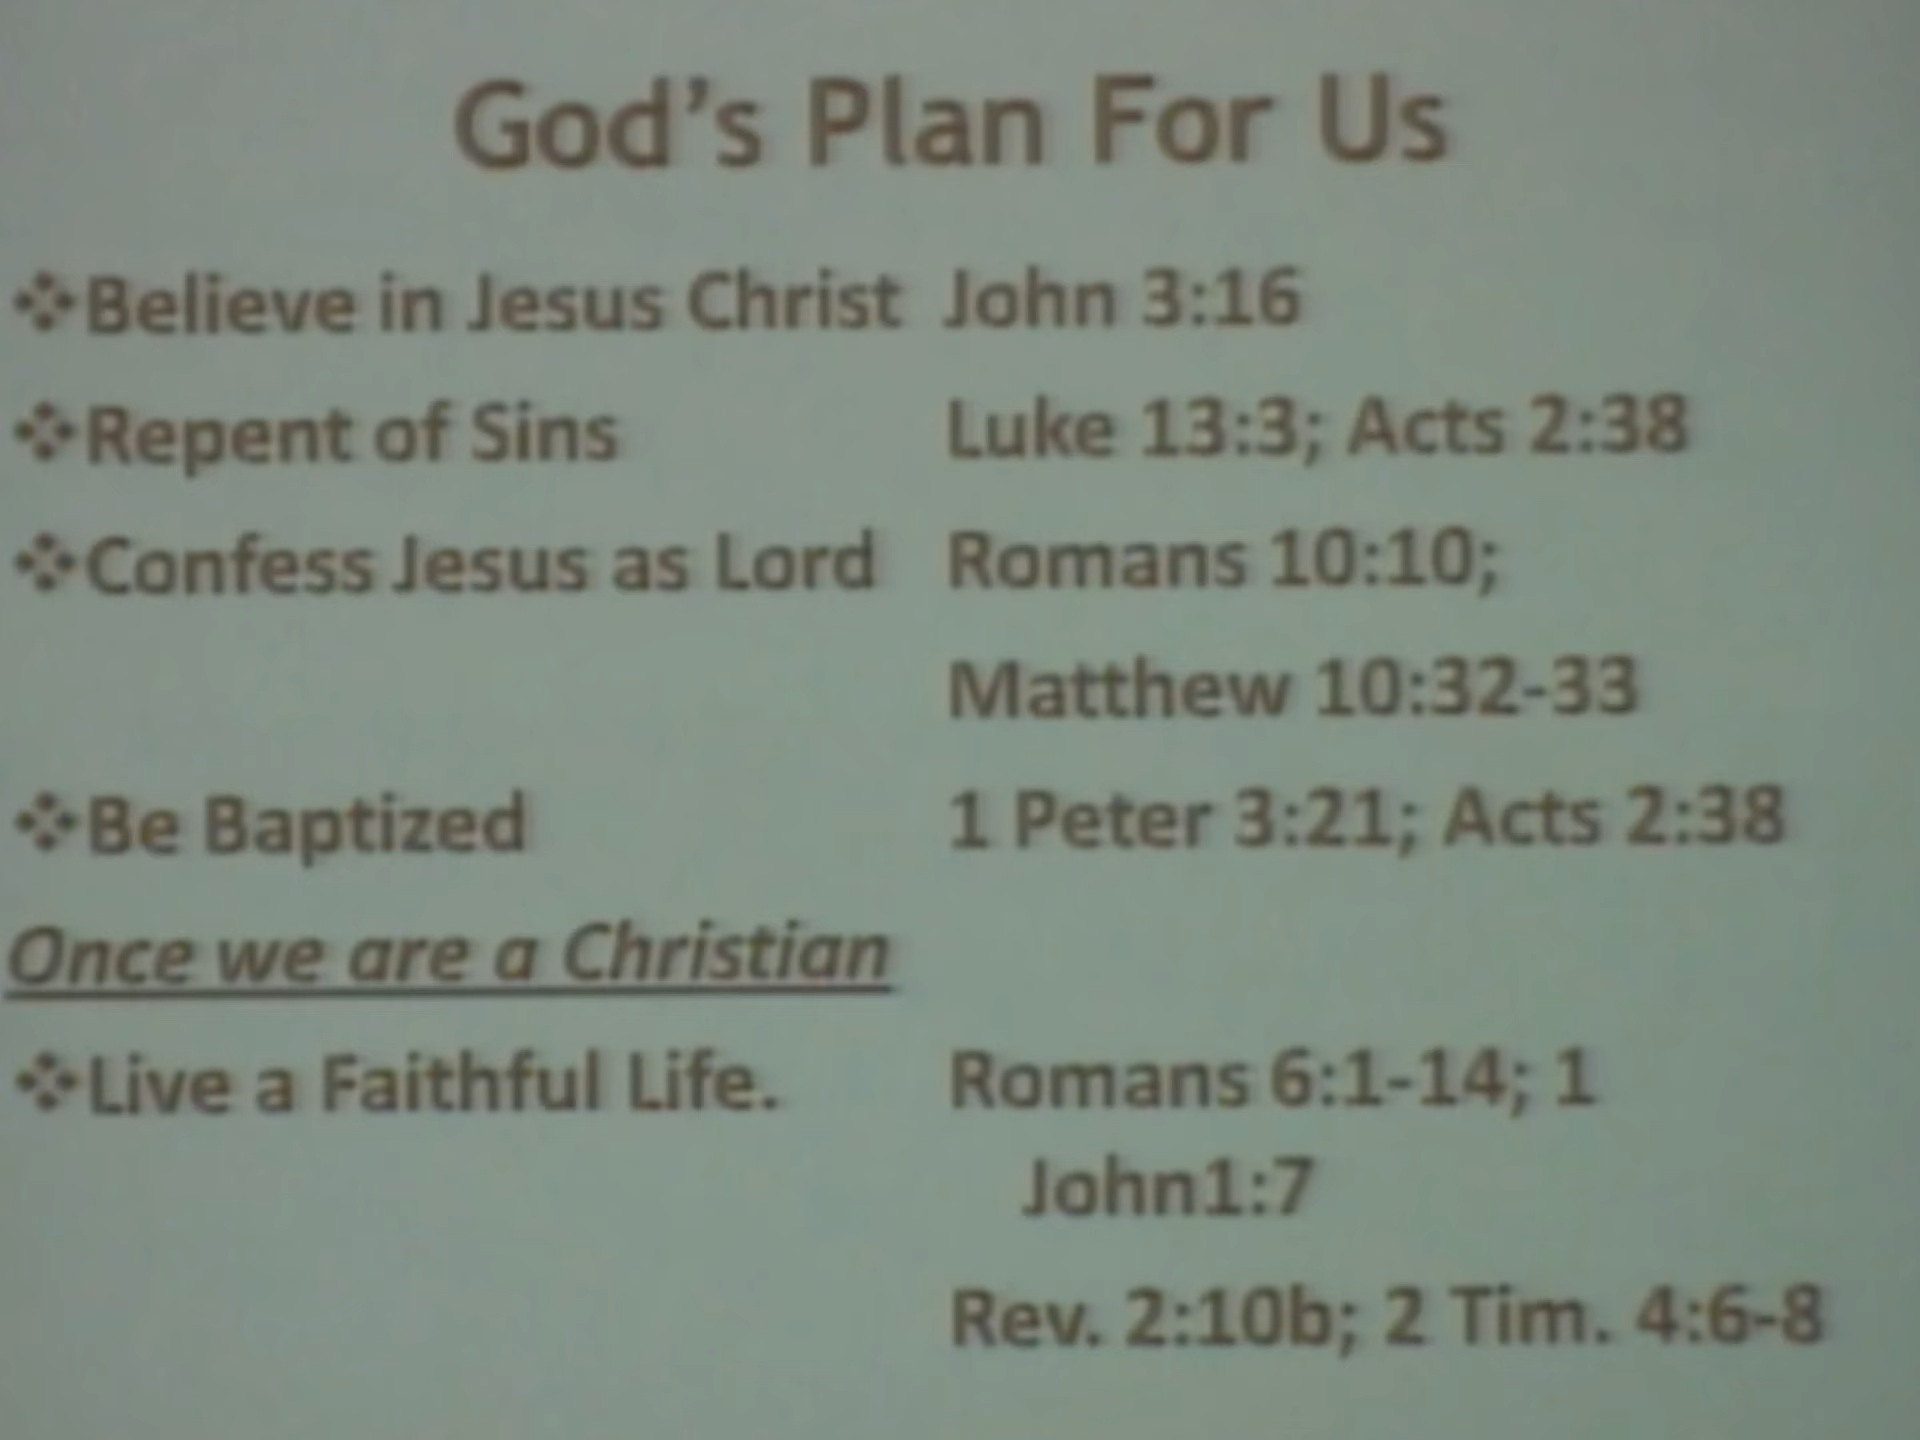 God's Plan For Us
❖Believe in Jesus Christ John 3:16
❖Repent of Sins Luke 13:3; Acts 2:38
❖Confess Jesus as Lord Romans 10:10;
Matthew 10:32-33
❖Be Baptized 1 Peter 3:21; Acts 2:38
Once we are a Christian
❖Live a Faithful Life. Romans 6:1-14; 1
John1:7
Rev. 2:10b; 2 Tim. 4:6-8